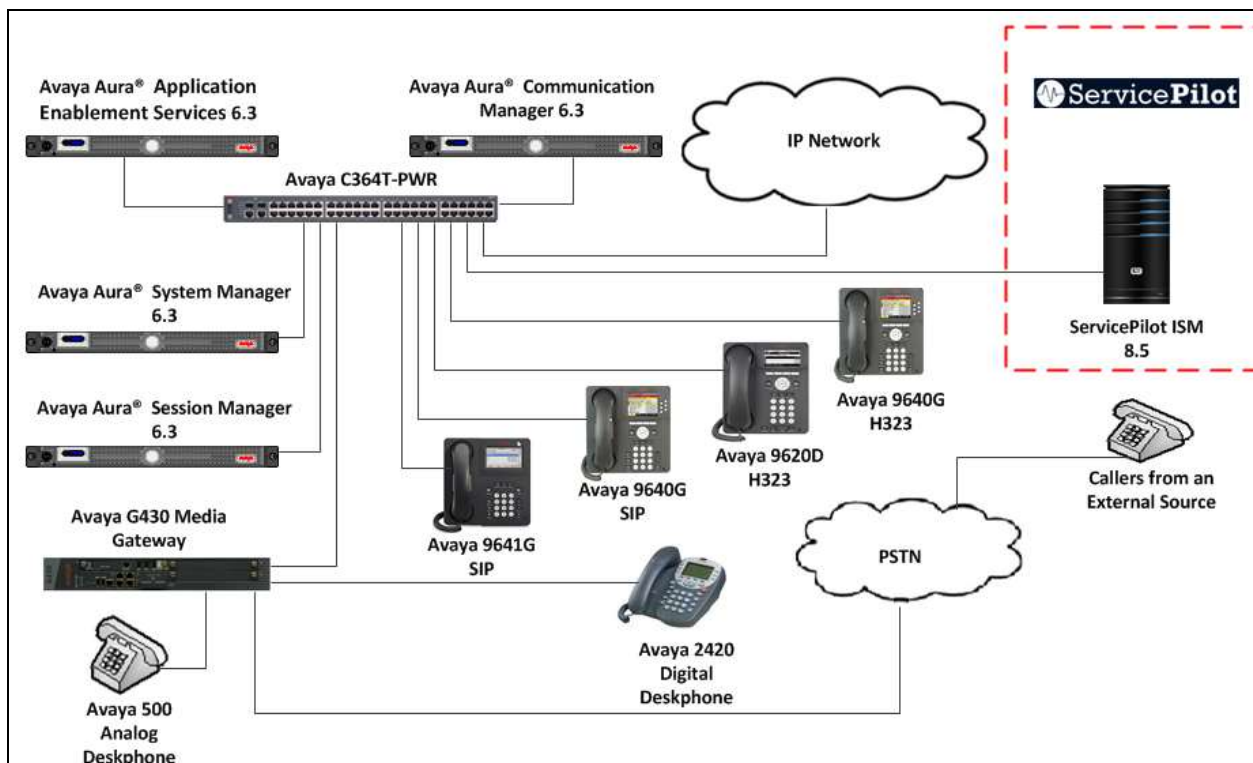 Avaya Aura® Application
Enablement Services 6.3
Avaya Aura® Communication
Manager 6.3
ServicePilot
IP Network
Avaya C364T-PWR
Avaya Aura® System Manager
6.3
ServicePilot ISM
8.5
Avaya Aura® Session Manager
6.3
Avaya 9640G
H323
Avaya 9620D
H323
Avaya 9640G
SIP
Avaya 9641G
SIP
Callers from an
External Source
Avaya G430 Media
Gateway
PSTN
Avaya 2420
Digital
Deskphone
Avaya 500
Analog
Deskphone